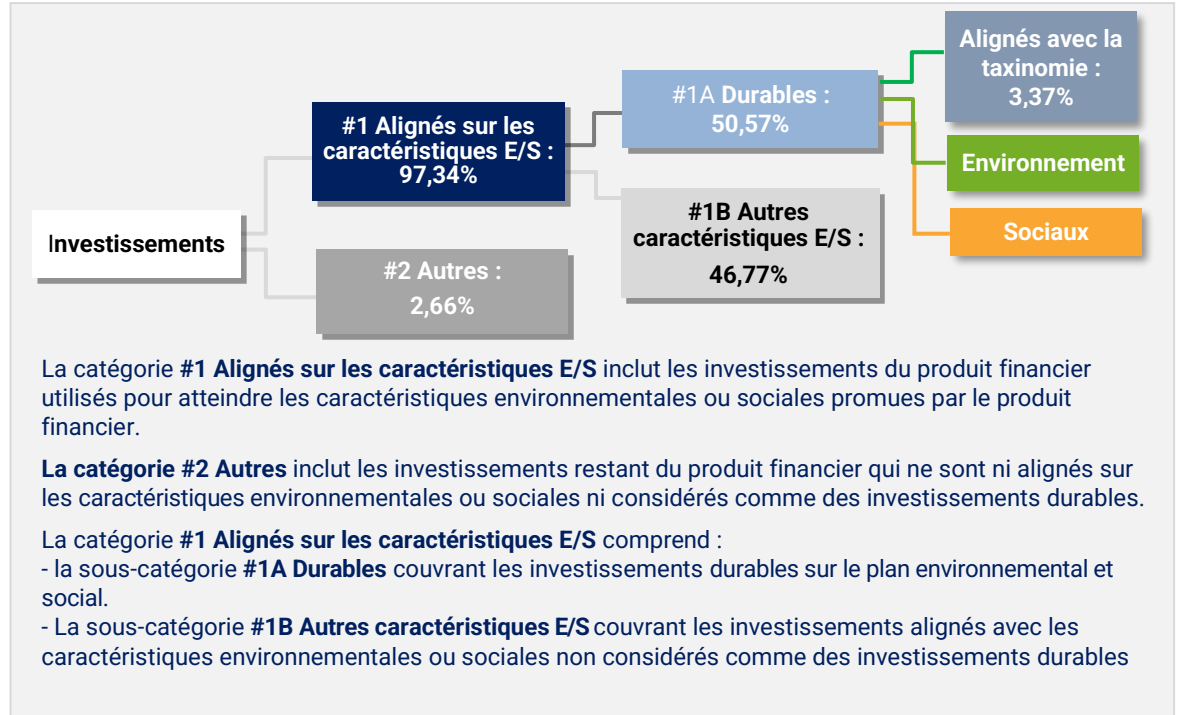 Alignés avec la
taxinomie :
3,37%
#1A Durables :
50,57%
#1 Alignés sur les
caractéristiques E/S :
97,34%
Environnement
#1B Autres
caractéristiques E/S :
46,77%
Sociaux
Investissements
#2 Autres :
2,66%
La catégorie #1 Alignés sur les caractéristiques E/S inclut les investissements du produit financier
utilisés pour atteindre les caractéristiques environnementales ou sociales promues par le produit
financier.
La catégorie #2 Autres inclut les investissements restant du produit financier qui ne sont ni alignés sur
les caractéristiques environnementales ou sociales ni considérés comme des investissements durables.
La catégorie #1 Alignés sur les caractéristiques E/S comprend :
- la sous-catégorie #1A Durables couvrant les investissements durables sur le plan environnemental et
social.
- La sous-catégorie #1B Autres caractéristiques E/S couvrant les investissements alignés avec les
caractéristiques environnementales ou sociales non considérés comme des investissements durables